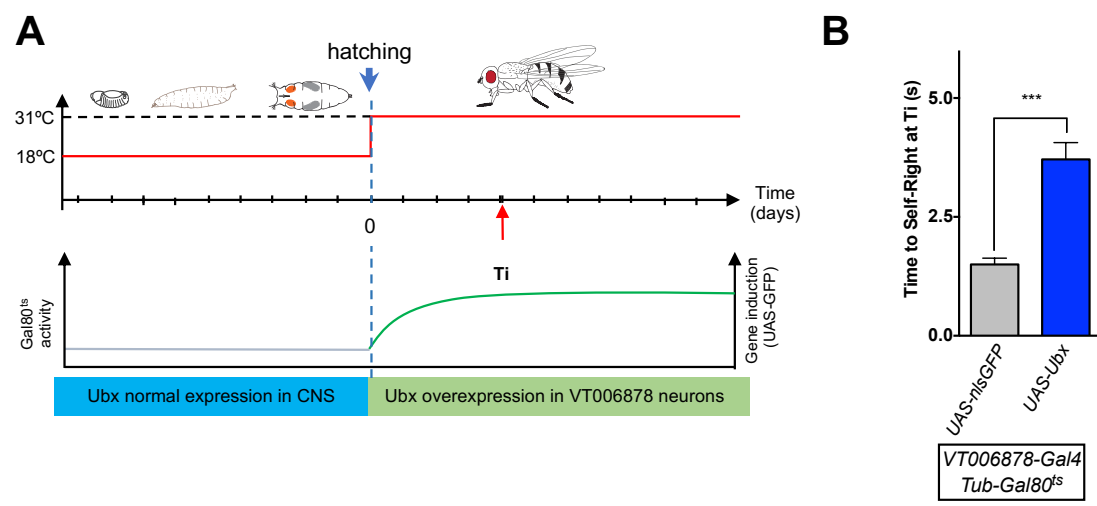 A
hatching
31ºC
18ºC
Time
(days)
0
Ti
Gal80ts
activity
Gene induction
(UAS-GFP)
Ubx normal expression in CNS
Ubx overexpression in VT006878 neurons
B
Time to Self-Right at Ti (s)
5.0
2.5
0.0
***
UAS-nlsGFP
UAS-Ubx
VT006878-Gal4
Tub-Gal80ts